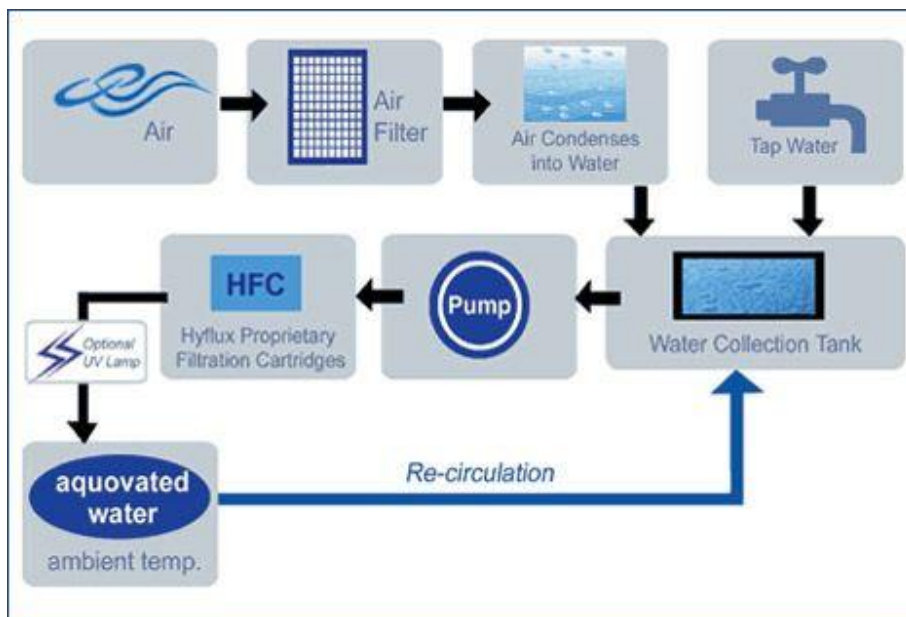 Air
Air
Filter
Air Condenses
into Water
Tap Water
HFC
Hyflux Proprietary
Filtration Cartridges
Pump
Water Collection Tank
Optional
UV Lamp
aquovated
water
ambient temp.
Re-circulation